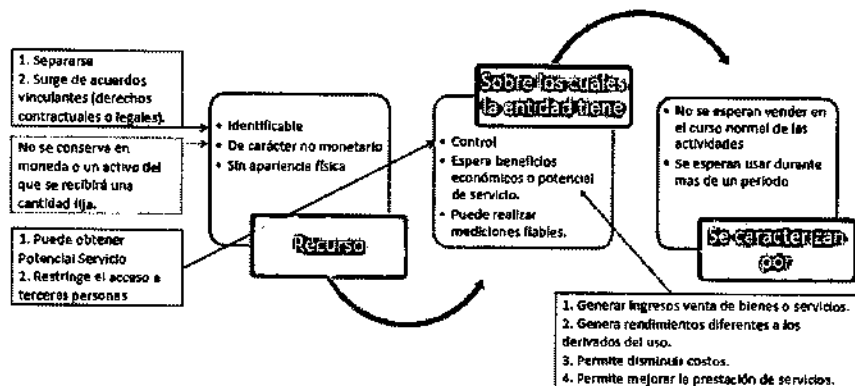 1. Separarse
2. Surge de acuerdos
vinculantes (derechos
contractuales o legales).
No se conserva en
moneda o un activo del
que se recibirá una
cantidad fija.
1. Puede obtener
Potencial Servicio
2. Restringe el acceso a
terceras personas
• Identificable
• De carácter no monetario
• Sin apariencia física
Recurso
Sobre los cuales
la entidad tiene
• Control
• Espera beneficios
económicos o potencial
de servicio.
• Puede realizar
mediciones fiables.
• No se esperan vender en
el curso normal de las
actividades
• Se esperan usar durante
mas de un periodo
Se caracterizan
por
1. Generar ingresos venta de bienes o servicios.
2. Genera rendimientos diferentes a los
derivados del uso.
3. Permite disminuir costos.
4. Permite mejorar la prestación de servicios.